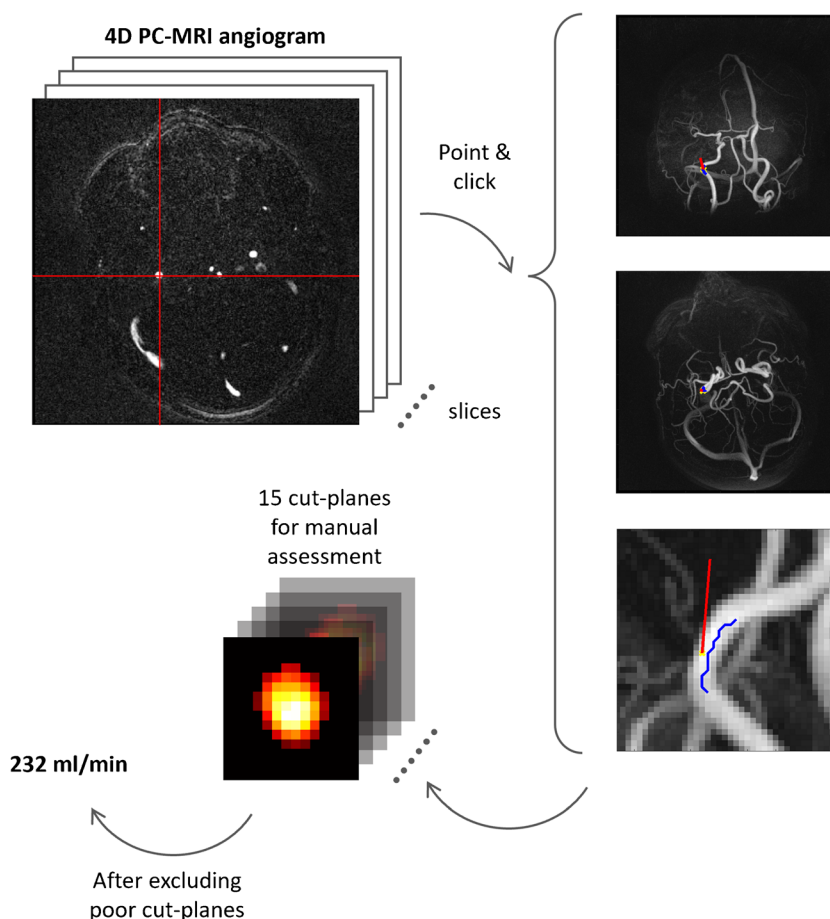 4D PC-MRI angiogram
Point &
click
slices
15 cut-planes
for manual
assessment
232 ml/min
After excluding
poor cut-planes